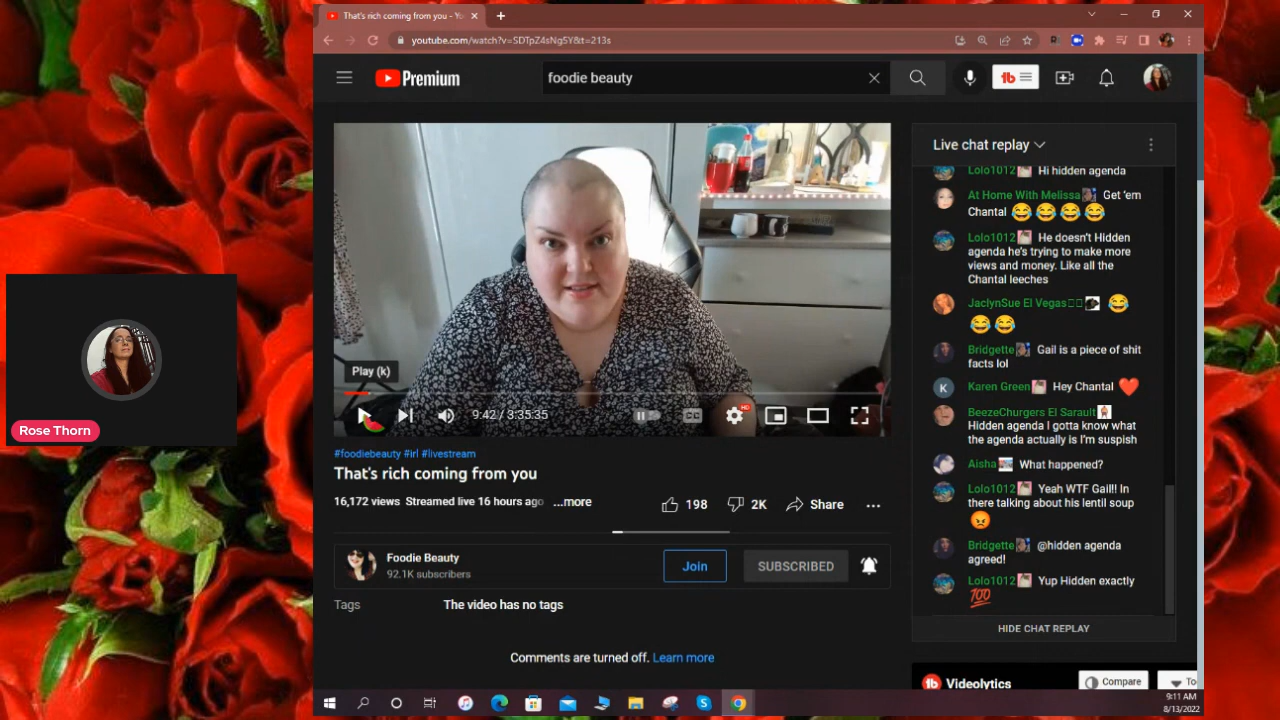 That's rich coming from you - Yo
youtube.com/watch?v=SDTpZ4sNg5Y&t=213s
Premium
foodie beauty
Live chat replay
Lolo1012 Hi hidden agenda
At Home With Melissa Get 'em
Chantal 😂😂😂😂
Lolo1012 He doesn't Hidden
agenda he's trying to make more
views and money. Like all the
Chantal leeches
JaclynSue El Vegas 😂
😂😂
Bridgette Gail is a piece of shit
facts lol
K Karen Green Hey Chantal ❤️
BeezeChurgers El Sarault
Hidden agenda I gotta know what
the agenda actually is I'm suspish
Aisha What happened?
Lolo1012 Yeah WTF Gail!! In
there talking about his lentil soup
😡
Bridgette @hidden agenda
agreed!
Lolo1012 Yup Hidden exactly
💯
HIDE CHAT REPLAY
Play (k)
9:42 / 3:35:35
CC
HD
#foodiebeauty #irl #livestream
That's rich coming from you
16,172 views Streamed live 16 hours ago ...more
198
2K
Share
Foodie Beauty
92.1K subscribers
Join
SUBSCRIBED
Tags The video has no tags
Comments are turned off. Learn more
tb Videolytics
Compare
To
Rose Thorn
9:11 AM
8/13/2022